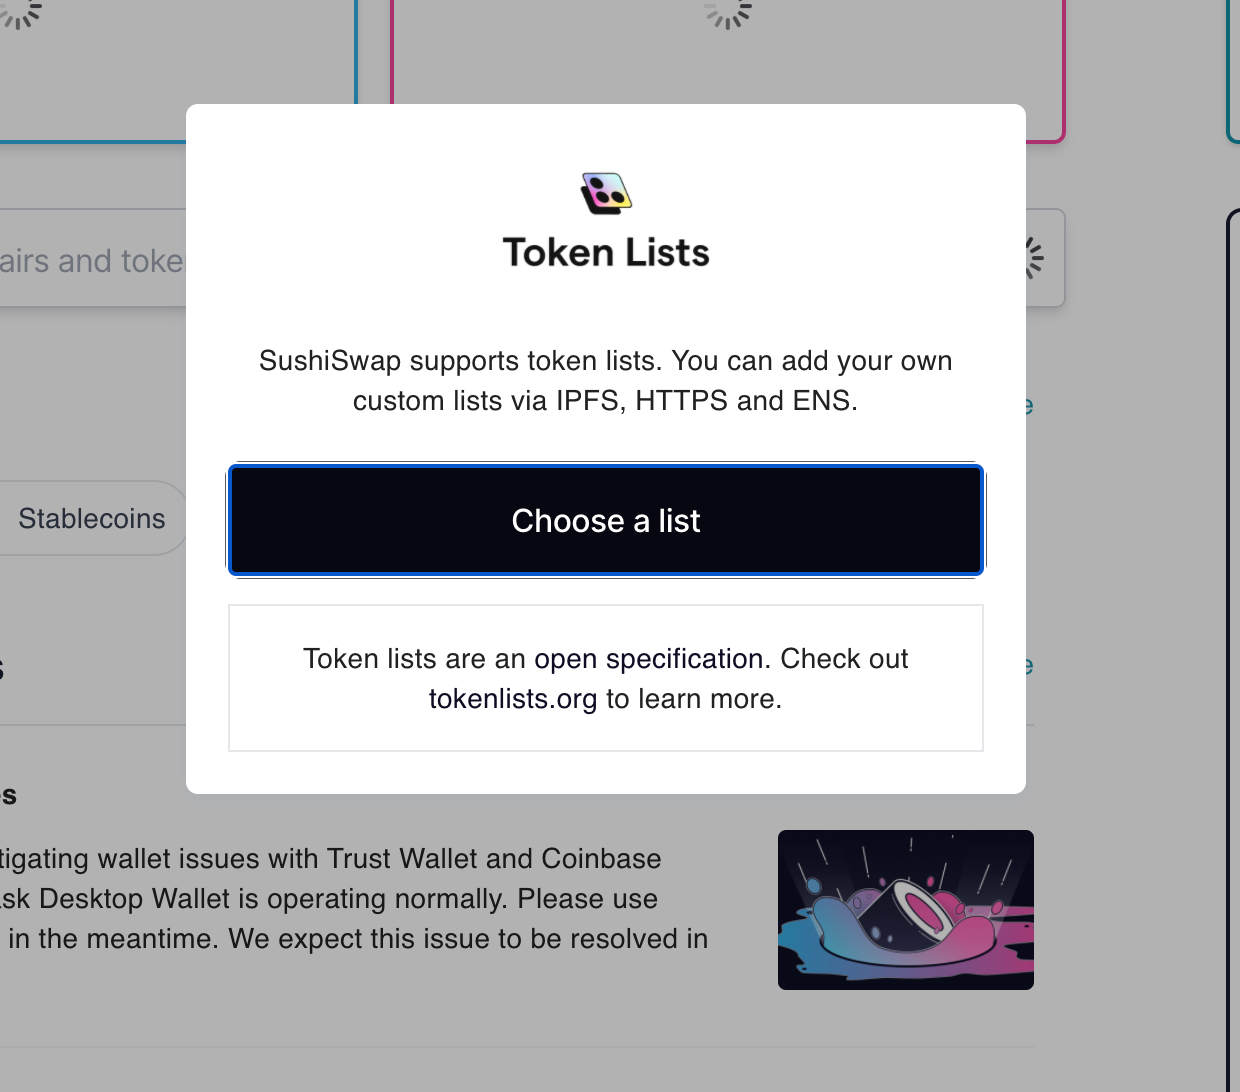 airs and
Token Lists
SushiSwap supports token lists. You can add your own
custom lists via IPFS, HTTPS and ENS.
Choose a list
Stablecoins
Token lists are an open specification. Check out
tokenlists.org to learn more.
tigating wallet issues with Trust Wallet and Coinbase
sk Desktop Wallet is operating normally. Please use
in the meantime. We expect this issue to be resolved in